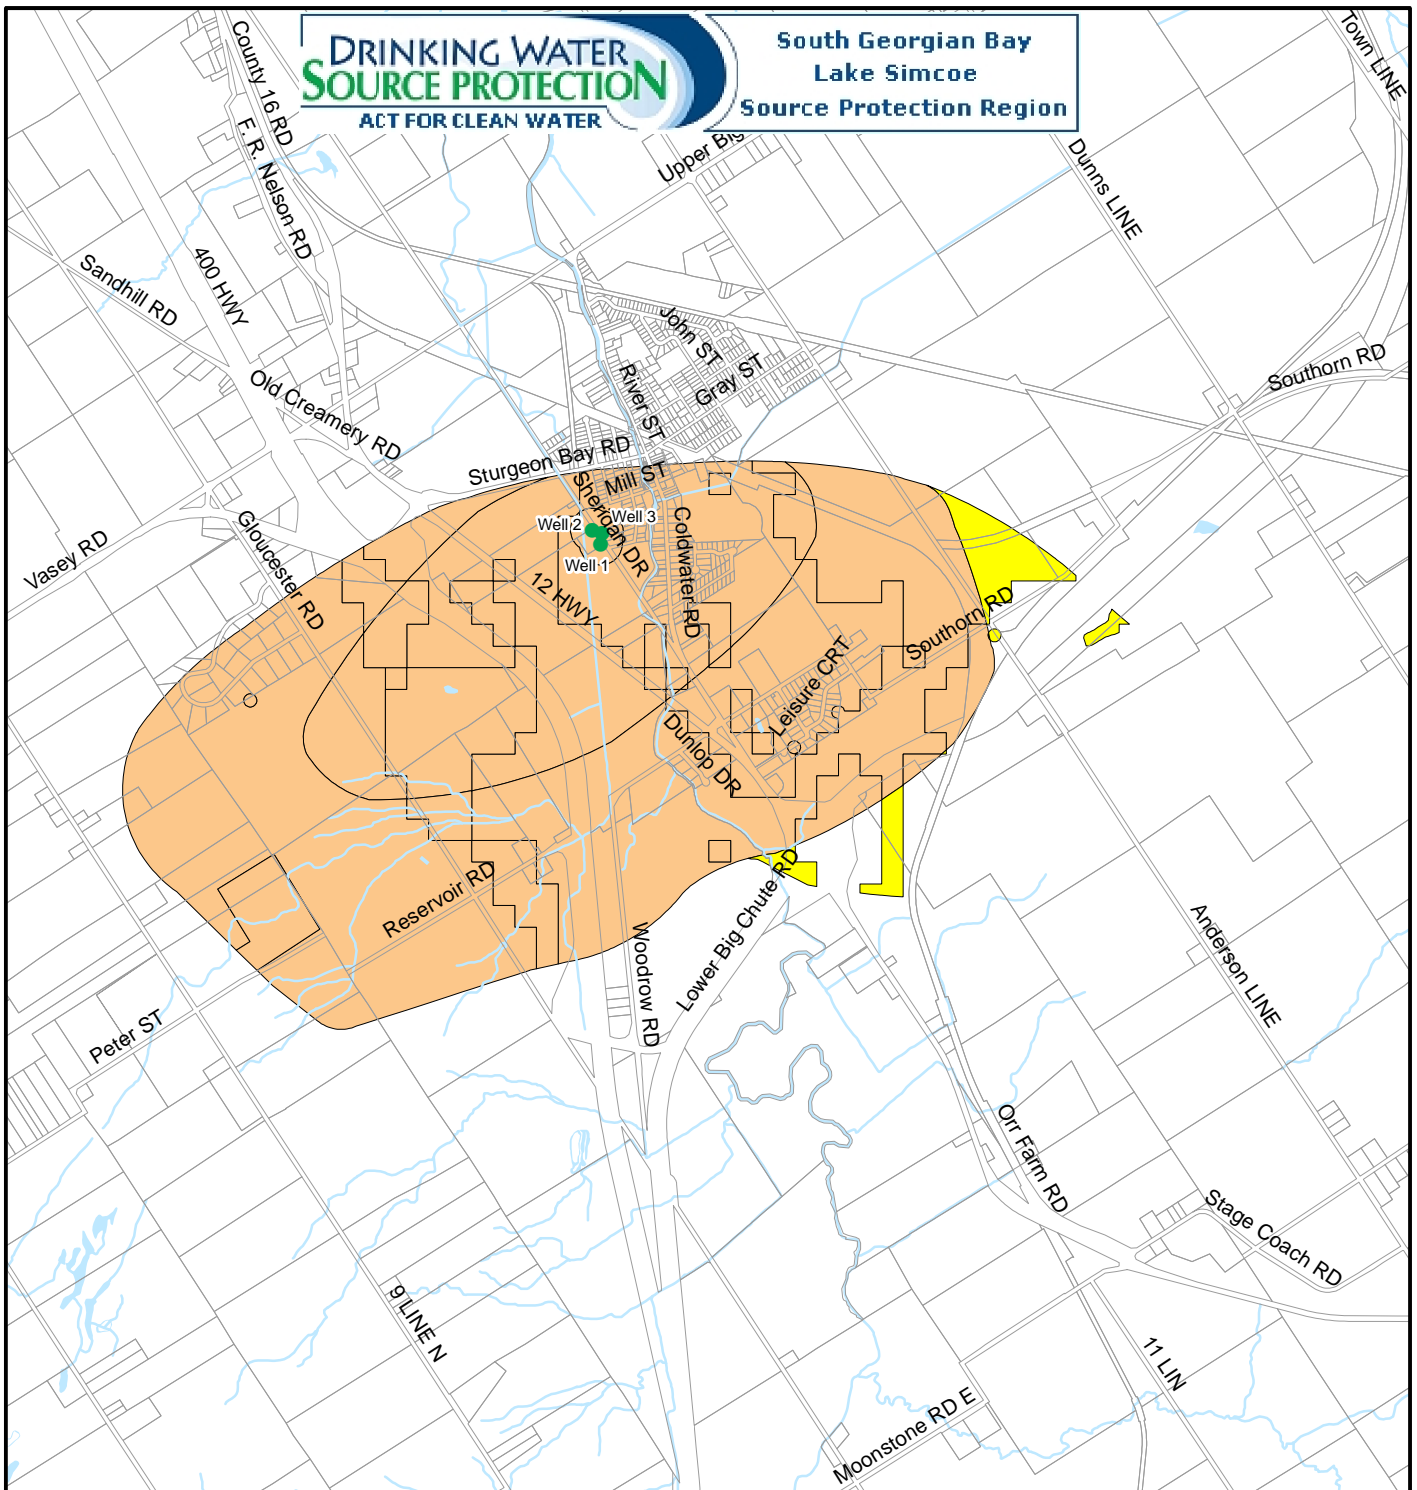 DRINKING WATER
SOURCE PROTECTION
ACT FOR CLEAN WATER
South Georgian Bay
Lake Simcoe
Source Protection Region
County 16 RD
F. R. Nelson RD
Town LINE
Upper Big
Dunns LINE
400 HWY
Sandhill RD
John ST
Gray ST
River ST
Southorn RD
Old Creamery RD
Sturgeon Bay RD
Mill ST
Sheridan DR
Well 2
Well 3
Well 1
Vasey RD
Gloucester RD
Coldwater RD
12 HWY
Southorn RD
Leisure CRT
Dunlop DR
Reservoir RD
Lower Big Chute RD
Woodrow RD
Anderson LINE
Peter ST
Orr Farm RD
Stage Coach RD
9 LINE N
11 LIN
Moonstone RD E